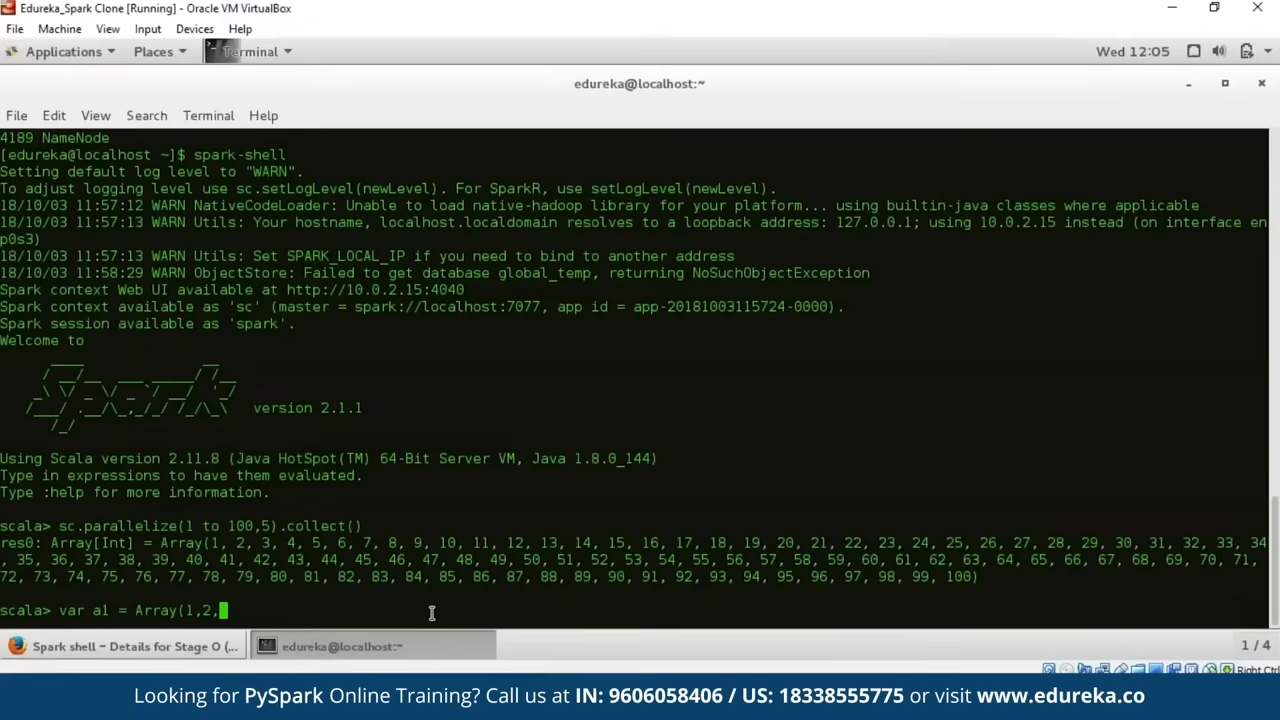 Edureka_Spark Clone [Running] - Oracle VM VirtualBox
File Machine View Input Devices Help
Applications Places Terminal Wed 12:05
edureka@localhost:~
File Edit View Search Terminal Help
4189 NameNode
[edureka@localhost ~]$ spark-shell
Setting default log level to "WARN".
To adjust logging level use sc.setLogLevel(newLevel). For SparkR, use setLogLevel(newLevel).
18/10/03 11:57:12 WARN NativeCodeLoader: Unable to load native-hadoop library for your platform... using builtin-java classes where applicable
18/10/03 11:57:13 WARN Utils: Your hostname, localhost.localdomain resolves to a loopback address: 127.0.0.1; using 10.0.2.15 instead (on interface en
p0s3)
18/10/03 11:57:13 WARN Utils: Set SPARK_LOCAL_IP if you need to bind to another address
18/10/03 11:58:29 WARN ObjectStore: Failed to get database global_temp, returning NoSuchObjectException
Spark context Web UI available at http://10.0.2.15:4040
Spark context available as 'sc' (master = spark://localhost:7077, app id = app-20181003115724-0000).
Spark session available as 'spark'.
Welcome to
Spark version 2.1.1
Using Scala version 2.11.8 (Java HotSpot(TM) 64-Bit Server VM, Java 1.8.0_144)
Type in expressions to have them evaluated.
Type :help for more information.
scala> sc.parallelize(1 to 100,5).collect()
res0: Array[Int] = Array(1, 2, 3, 4, 5, 6, 7, 8, 9, 10, 11, 12, 13, 14, 15, 16, 17, 18, 19, 20, 21, 22, 23, 24, 25, 26, 27, 28, 29, 30, 31, 32, 33, 34
, 35, 36, 37, 38, 39, 40, 41, 42, 43, 44, 45, 46, 47, 48, 49, 50, 51, 52, 53, 54, 55, 56, 57, 58, 59, 60, 61, 62, 63, 64, 65, 66, 67, 68, 69, 70, 71,
72, 73, 74, 75, 76, 77, 78, 79, 80, 81, 82, 83, 84, 85, 86, 87, 88, 89, 90, 91, 92, 93, 94, 95, 96, 97, 98, 99, 100)
scala> var a1 = Array(1,2,
Spark shell – Details for Stage 0 (... edureka@localhost:~ 1 / 4
Right Ctrl
Looking for PySpark Online Training? Call us at IN: 9606058406 / US: 18338555775 or visit www.edureka.co